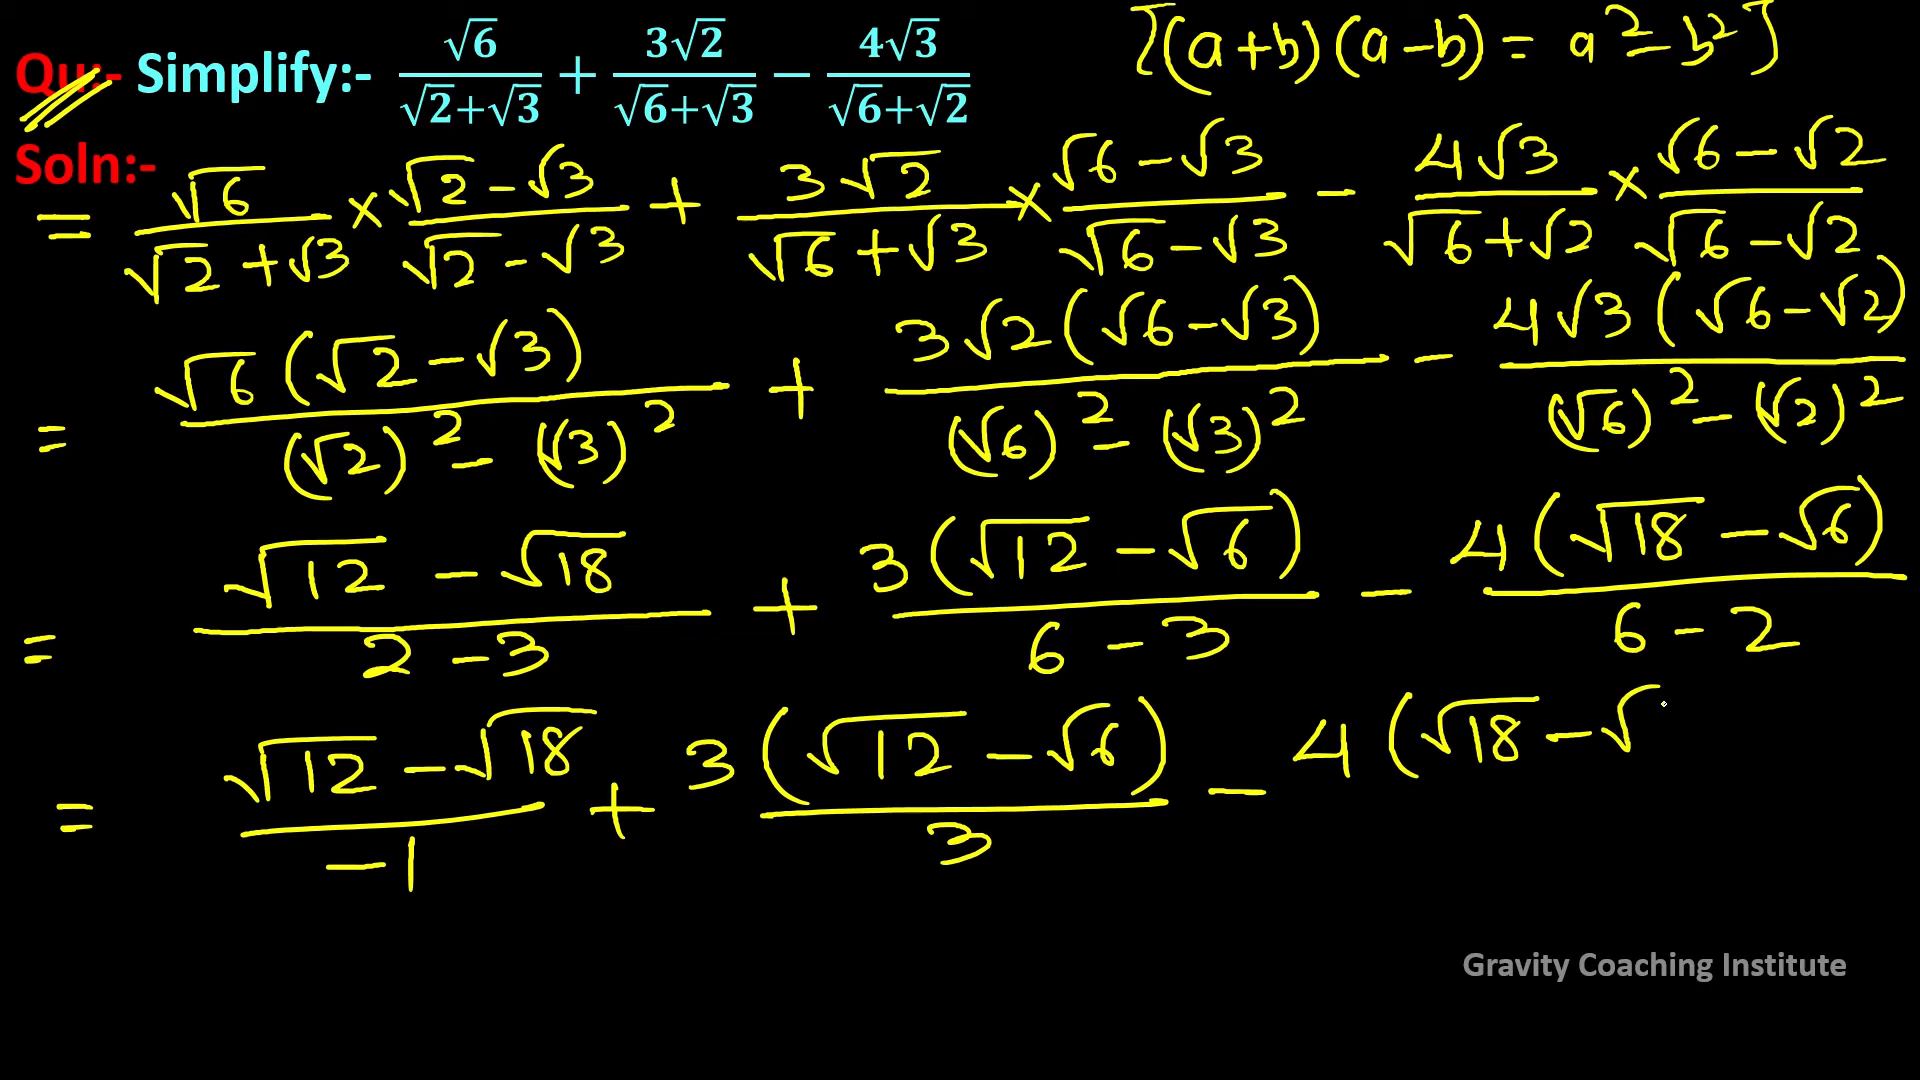 Qu:- Simplify:- √6/(√2+√3) + 3√2/(√6+√3) − 4√3/(√6+√2) [(a+b)(a−b) = a²−b²]
Soln:-
= √6/(√2+√3) × (√2−√3)/(√2−√3) + 3√2/(√6+√3) × (√6−√3)/(√6−√3) − 4√3/(√6+√2) × (√6−√2)/(√6−√2)
= √6(√2−√3)/((√2)²−(√3)²) + 3√2(√6−√3)/((√6)²−(√3)²) − 4√3(√6−√2)/((√6)²−(√2)²)
= (√12−√18)/(2−3) + 3(√12−√6)/(6−3) − 4(√18−√6)/(6−2)
= (√12−√18)/(−1) + 3(√12−√6)/3 − 4(√18−√
Gravity Coaching Institute